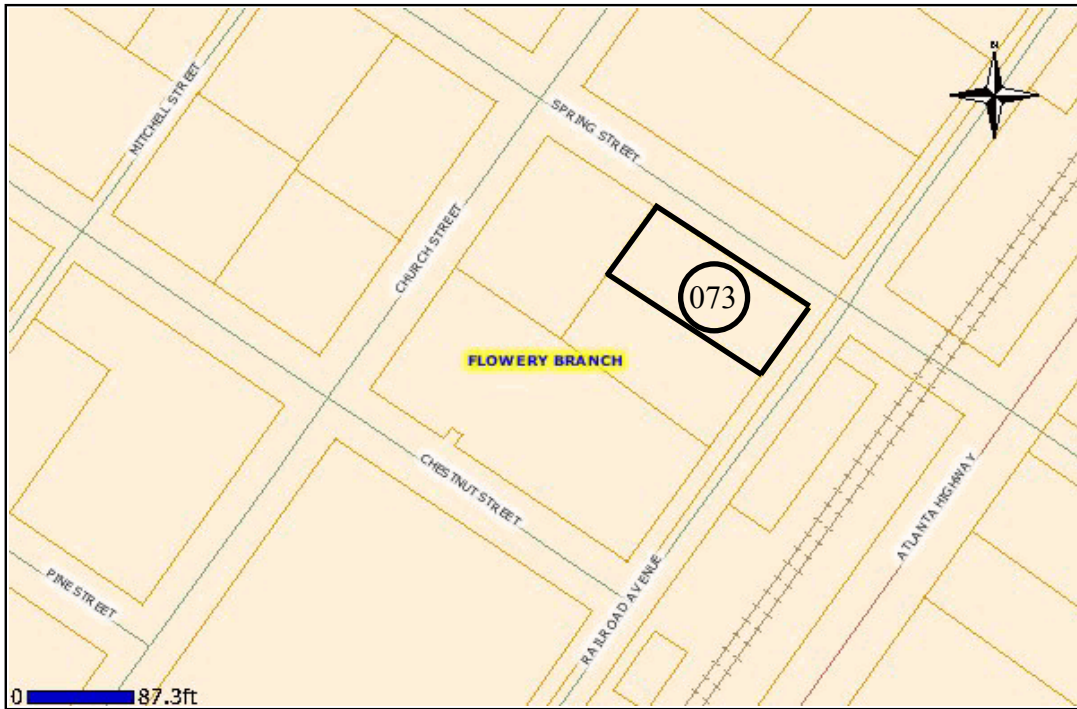 N
MITCHELL STREET
SPRING STREET
CHURCH STREET
073
FLOWERY BRANCH
CHESTNUT STREET
ATLANTA HIGHWAY
PINE STREET
RAILROAD AVENUE
0 87.3ft